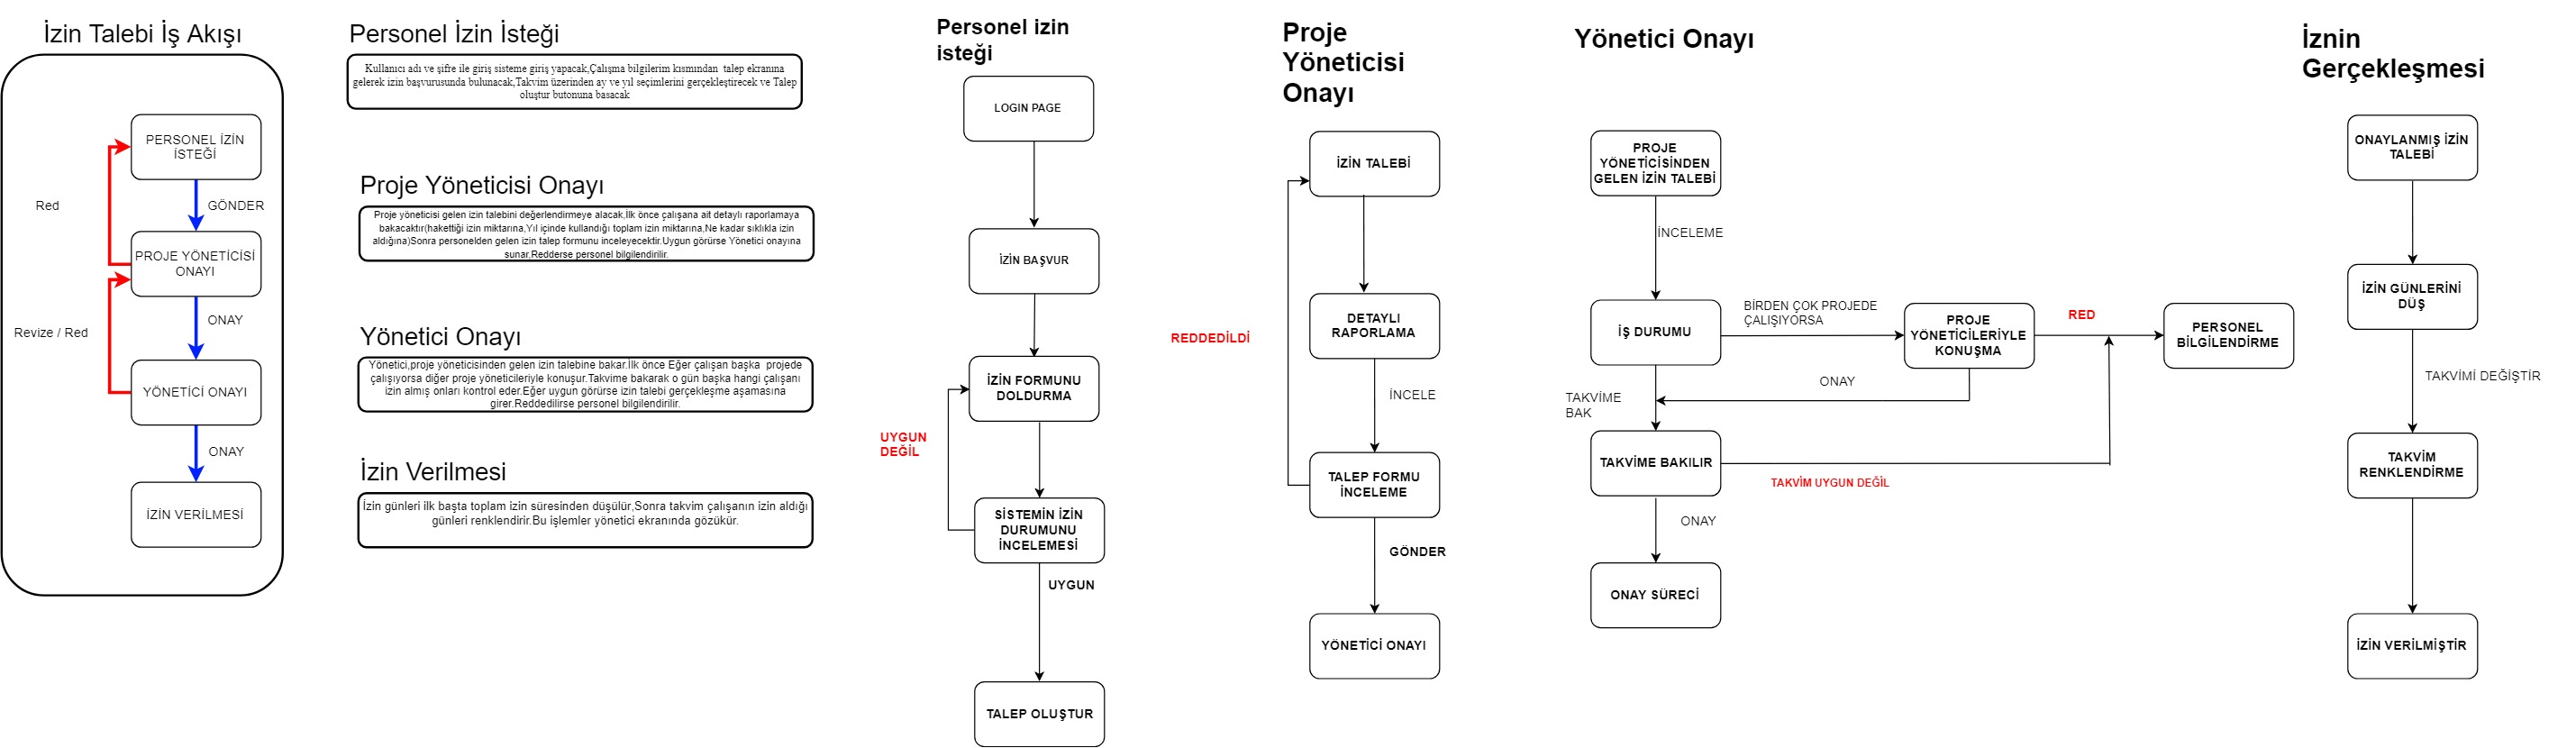 İzin Talebi İş Akışı
PERSONEL İZİN
İSTEĞİ
Red
GÖNDER
PROJE YÖNETİCİSİ
ONAYI
ONAY
Revize / Red
YÖNETİCİ ONAYI
ONAY
İZİN VERİLMESİ
Personel İzin İsteği
Kullanıcı adı ve şifre ile giriş sisteme giriş yapacak,Çalışma bilgilerim kısmından talep ekranına
gelerek izin başvurusunda bulunacak,Takvim üzerinden ay ve yıl seçimlerini gerçekleştirecek ve Talep
oluştur butonuna basacak
Proje Yöneticisi Onayı
Proje yöneticisi gelen izin talebini değerlendirmeye alacak,İlk önce çalışana ait detaylı raporlamaya
bakacaktır(hakettiği izin miktarına,Yıl içinde kullandığı toplam izin miktarına,Ne kadar sıklıkla izin
aldığına)Sonra personelden gelen izin talep formunu inceleyecektir.Uygun görürse Yönetici onayına
sunar.Redderse personel bilgilendirilir.
Yönetici Onayı
Yönetici,proje yöneticisinden gelen izin talebine bakar.İlk önce Eğer çalışan başka projede
çalışıyorsa diğer proje yöneticileriyle konuşur.Takvime bakarak o gün başka hangi çalışanı
izin almış onları kontrol eder.Eğer uygun görürse izin talebi gerçekleşme aşamasına
girer.Reddedilirse personel bilgilendirilir.
İzin Verilmesi
İzin günleri ilk başta toplam izin süresinden düşülür,Sonra takvim çalışanın izin aldığı
günleri renklendirir.Bu işlemler yönetici ekranında gözükür.
Personel izin
isteği
LOGIN PAGE
İZİN BAŞVUR
İZİN FORMUNU
DOLDURMA
UYGUN
DEĞİL
SİSTEMİN İZİN
DURUMUNU
İNCELEMESİ
UYGUN
TALEP OLUŞTUR
Proje
Yöneticisi
Onayı
İZİN TALEBİ
DETAYLI
RAPORLAMA
REDDEDİLDİ
İNCELE
TALEP FORMU
İNCELEME
GÖNDER
YÖNETİCİ ONAYI
Yönetici Onayı
PROJE
YÖNETİCİSİNDEN
GELEN İZİN TALEBİ
İNCELEME
İŞ DURUMU
BİRDEN ÇOK PROJEDE
ÇALIŞIYORSA
PROJE
YÖNETİCİLERİYLE
KONUŞMA
RED
PERSONEL
BİLGİLENDİRME
ONAY
TAKVİME
BAK
TAKVİME BAKILIR
TAKVİM UYGUN DEĞİL
ONAY
ONAY SÜRECİ
İznin
Gerçekleşmesi
ONAYLANMIŞ İZİN
TALEBİ
İZİN GÜNLERİNİ
DÜŞ
TAKVİMİ DEĞİŞTİR
TAKVİM
RENKLENDİRME
İZİN VERİLMİŞTİR